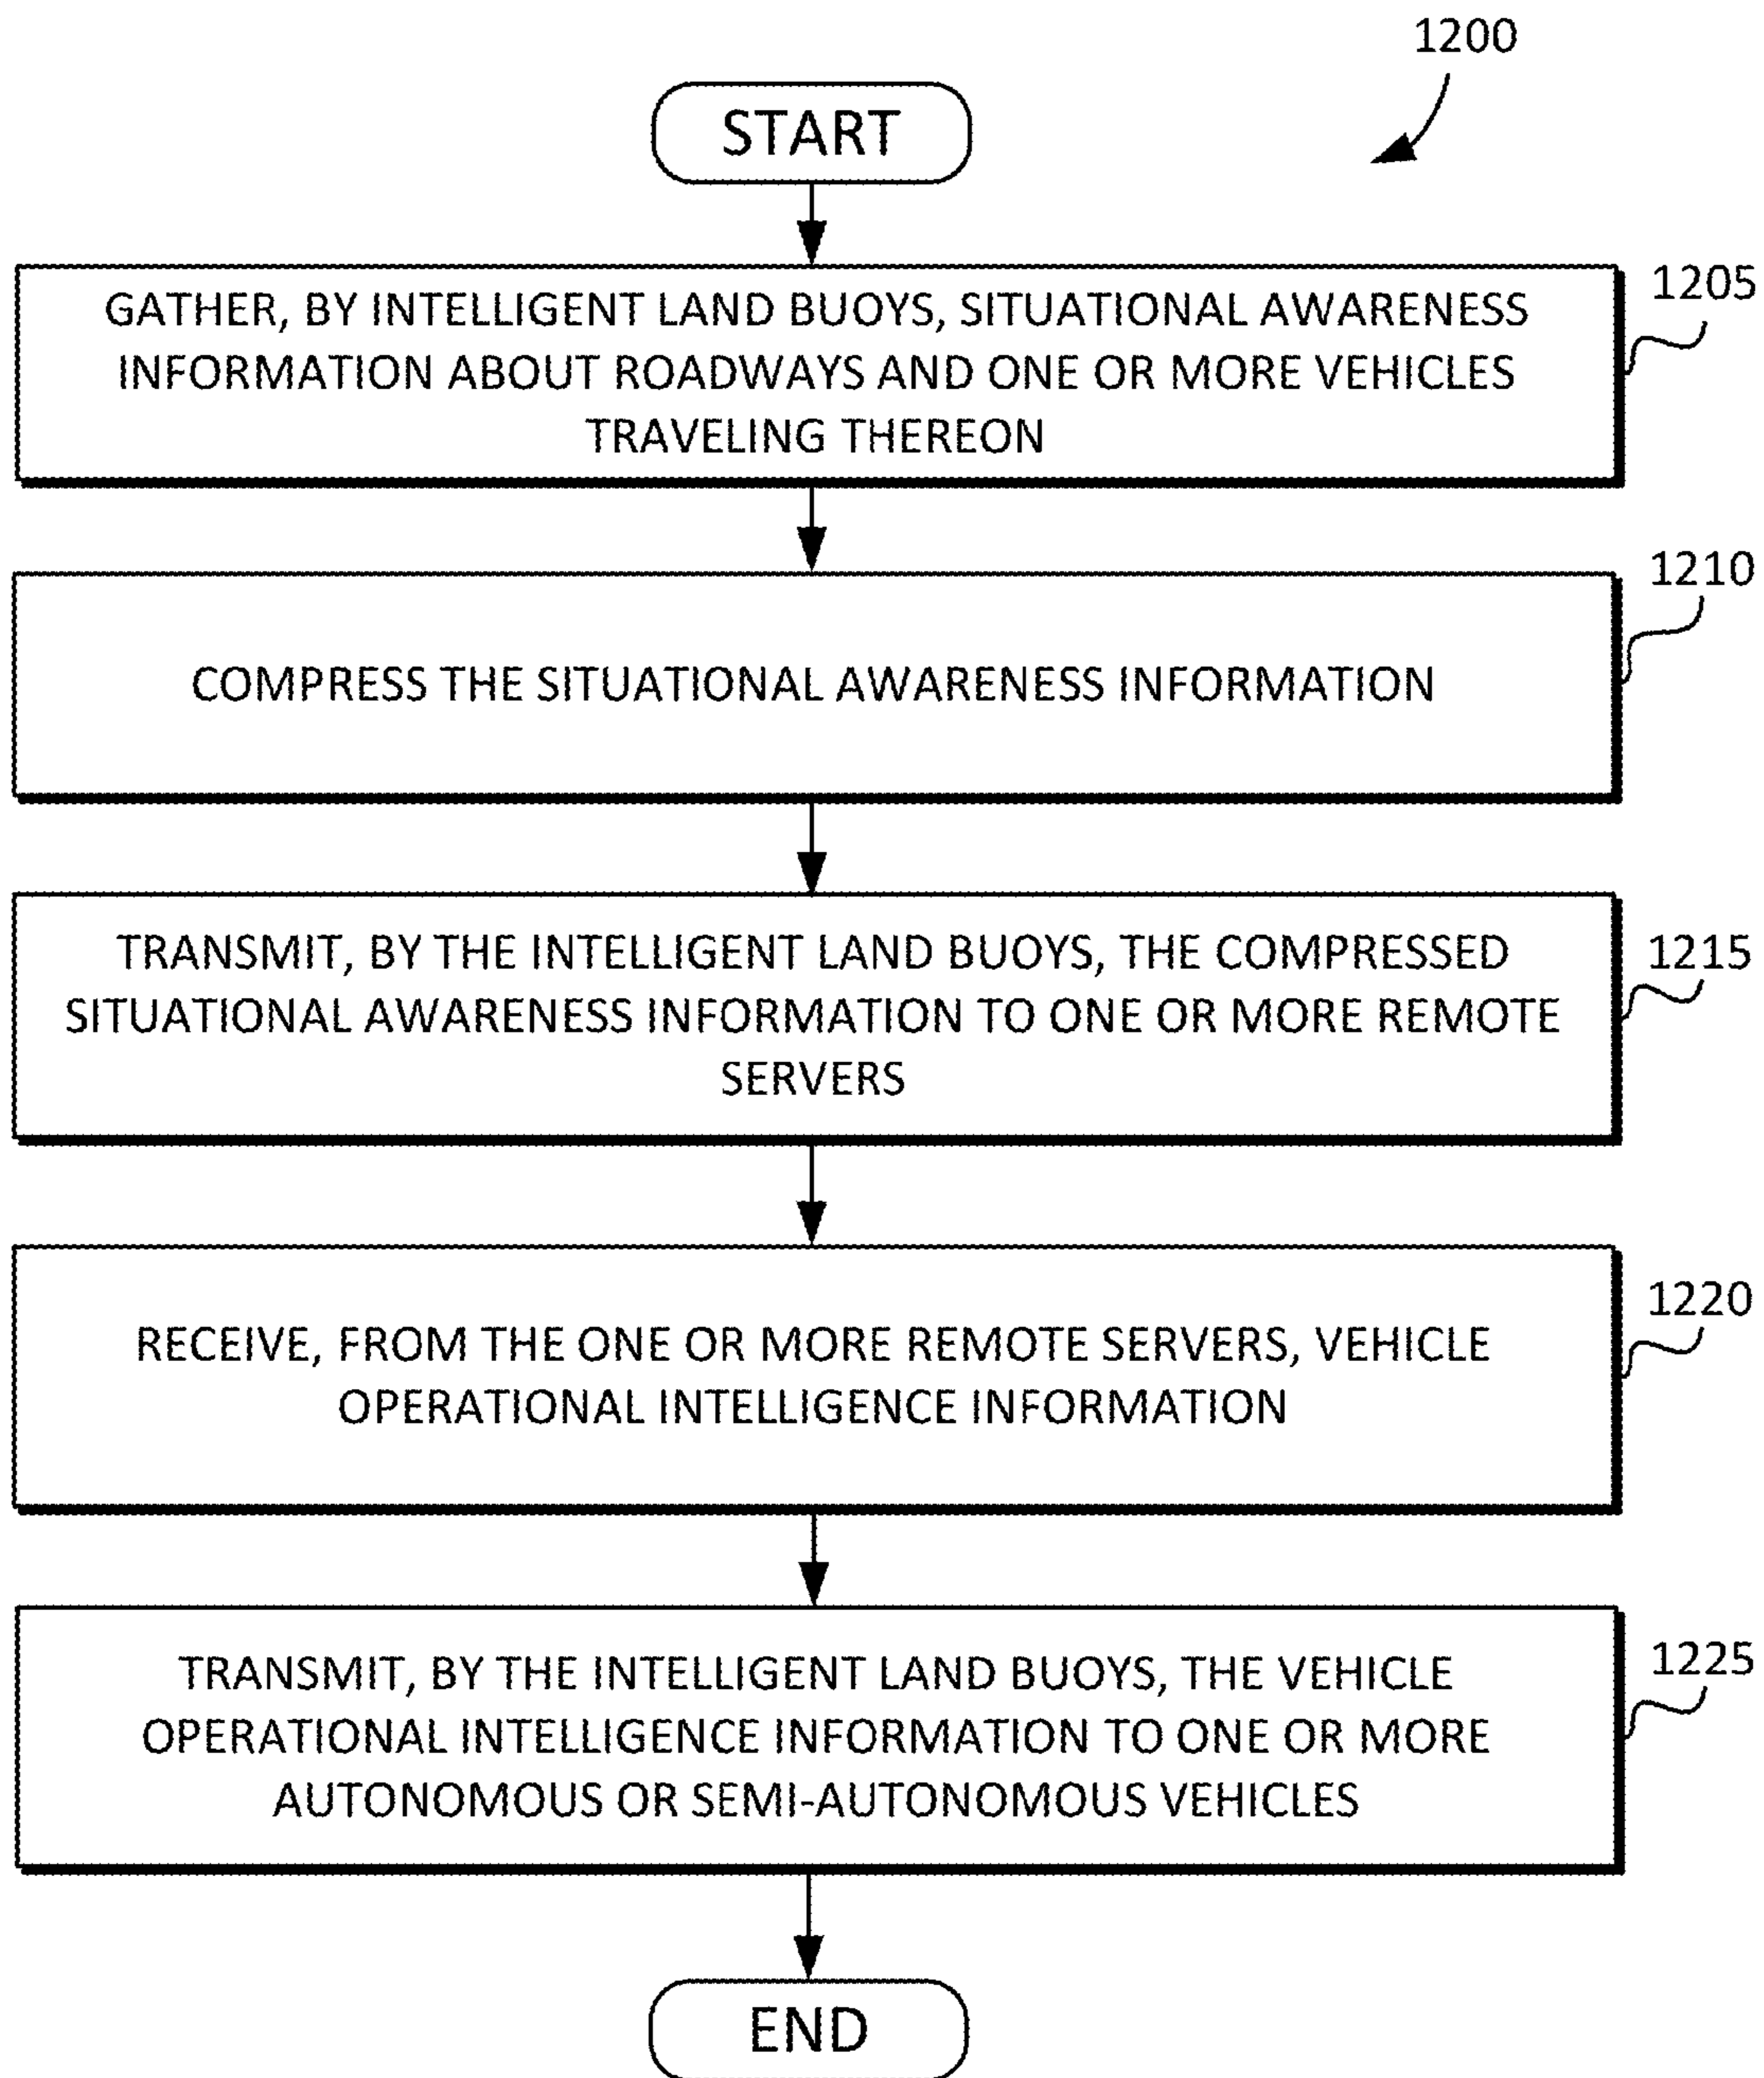 1200
START
GATHER, BY INTELLIGENT LAND BUOYS, SITUATIONAL AWARENESS
INFORMATION ABOUT ROADWAYS AND ONE OR MORE VEHICLES
TRAVELING THEREON
1205
COMPRESS THE SITUATIONAL AWARENESS INFORMATION
1210
TRANSMIT, BY THE INTELLIGENT LAND BUOYS, THE COMPRESSED
SITUATIONAL AWARENESS INFORMATION TO ONE OR MORE REMOTE
SERVERS
1215
RECEIVE, FROM THE ONE OR MORE REMOTE SERVERS, VEHICLE
OPERATIONAL INTELLIGENCE INFORMATION
1220
TRANSMIT, BY THE INTELLIGENT LAND BUOYS, THE VEHICLE
OPERATIONAL INTELLIGENCE INFORMATION TO ONE OR MORE
AUTONOMOUS OR SEMI-AUTONOMOUS VEHICLES
1225
END